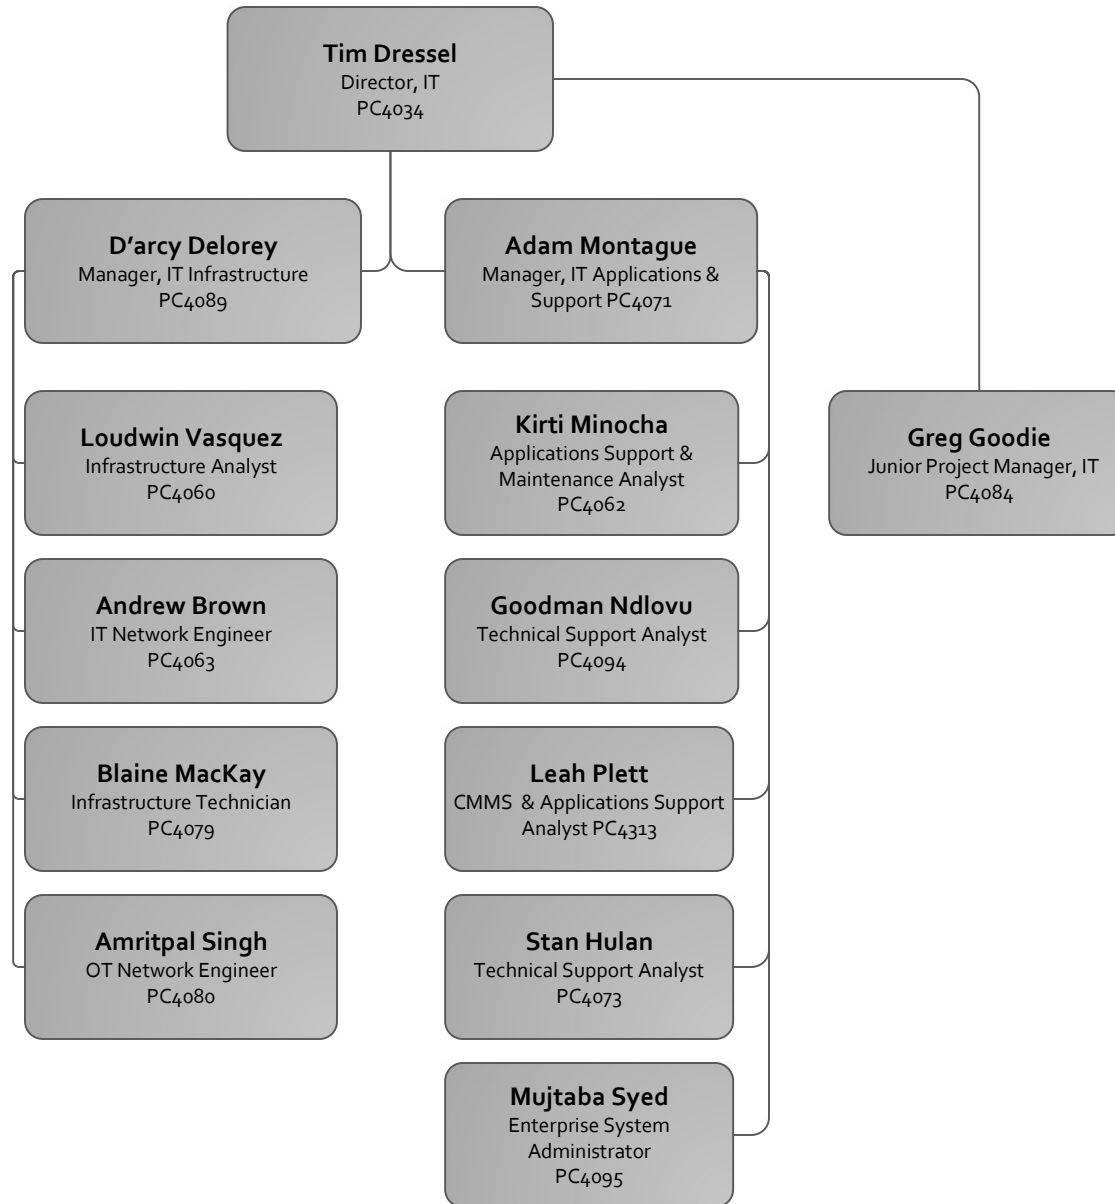 Tim Dressel
Director, IT
PC4034
D’arcy Delorey
Manager, IT Infrastructure
PC4089
Adam Montague
Manager, IT Applications &
Support PC4071
Loudwin Vasquez
Infrastructure Analyst
PC4060
Kirti Minocha
Applications Support &
Maintenance Analyst
PC4062
Greg Goodie
Junior Project Manager, IT
PC4084
Andrew Brown
IT Network Engineer
PC4063
Goodman Ndlovu
Technical Support Analyst
PC4094
Blaine MacKay
Infrastructure Technician
PC4079
Leah Plett
CMMS  & Applications Support
Analyst PC4313
Amritpal Singh
OT Network Engineer
PC4080
Stan Hulan
Technical Support Analyst
PC4073
Mujtaba Syed
Enterprise System
Administrator
PC4095